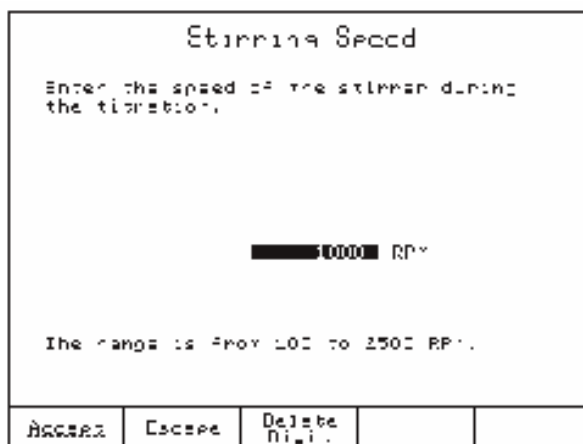 Stirring Speed
Enter the speed of the stirrer during
the titration.
RPM
The range is from 100 to 2500 RPM.
Accept
Escape
Delete
Digit